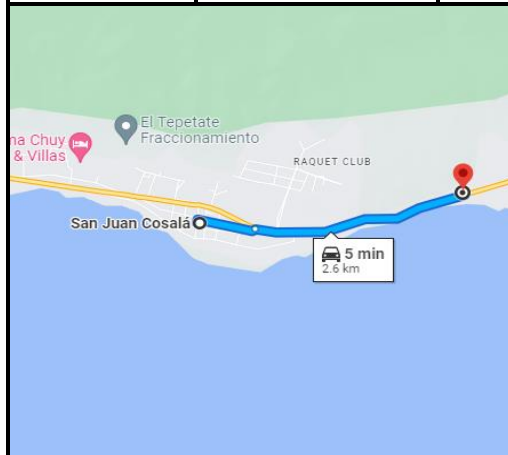 El Tepetate
Fraccionamiento
na Chuy
& Villas
RAQUET CLUB
San Juan Cosalá
5 min
2.6 km